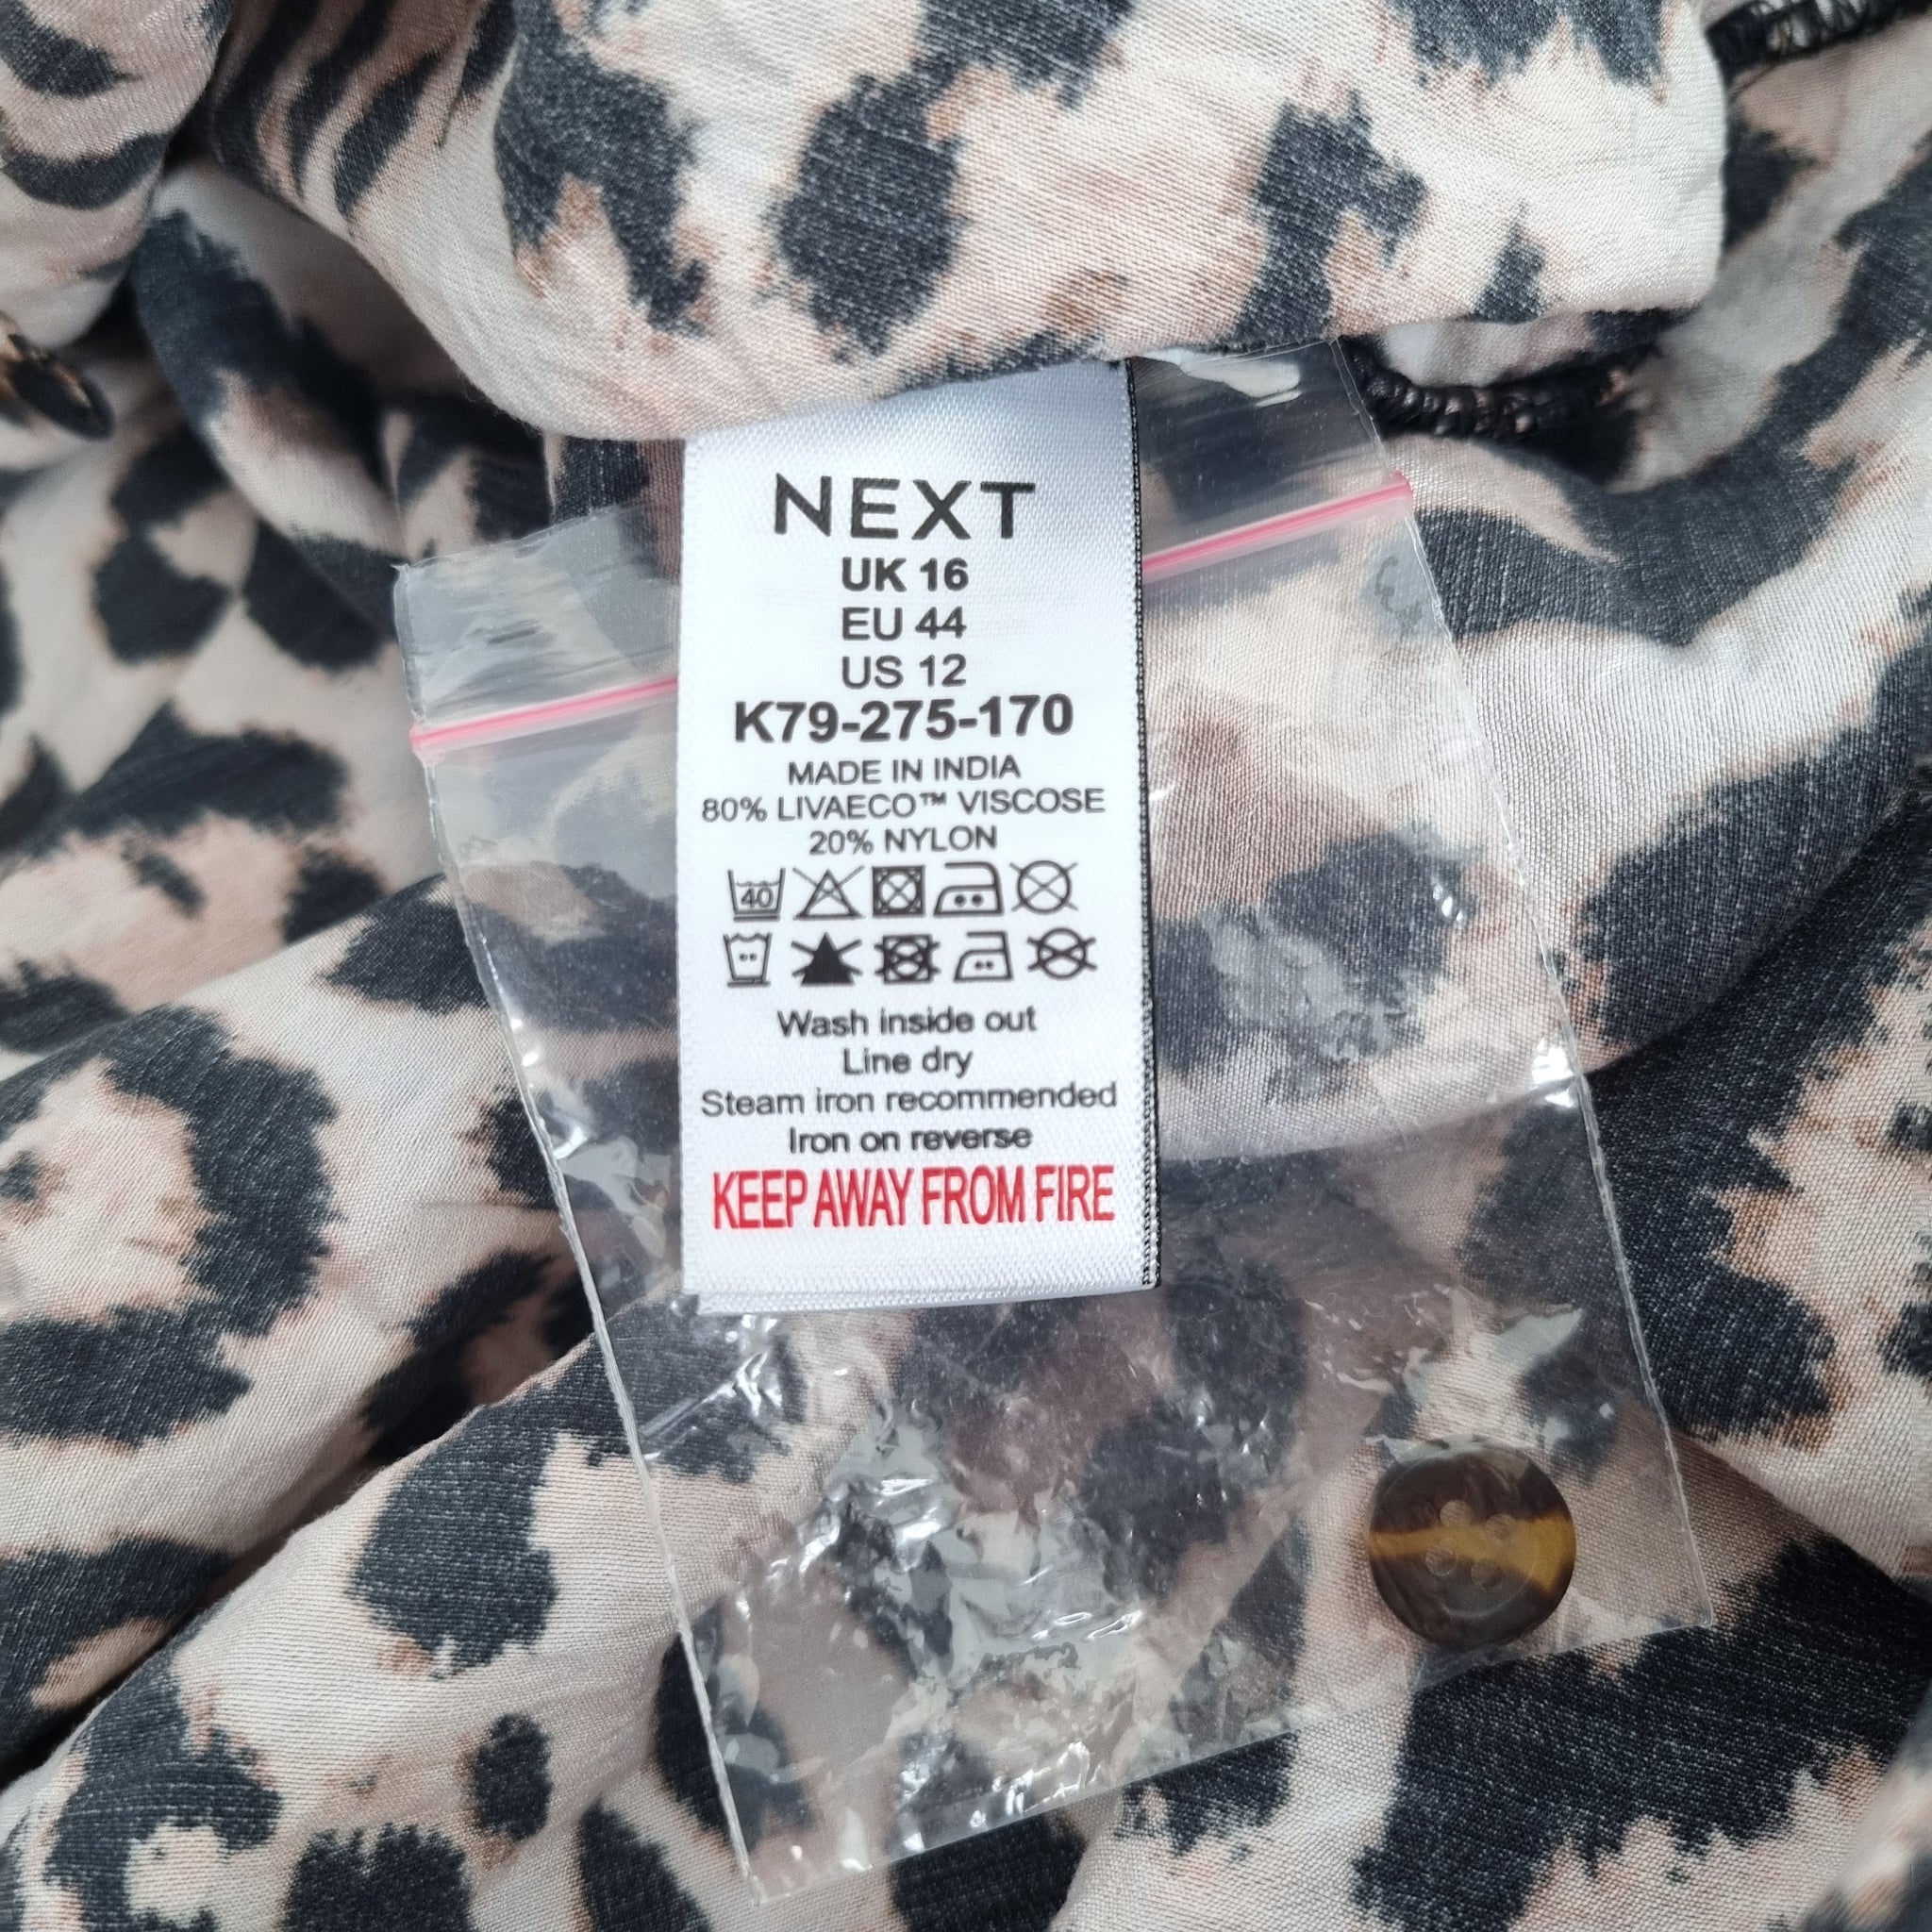 NEXT
UK 16
EU 44
US 12
K79-275-170
MADE IN INDIA
80% LIVAECO™ VISCOSE
20% NYLON
40
Wash inside out
Line dry
Steam iron recommended
Iron on reverse
KEEP AWAY FROM FIRE